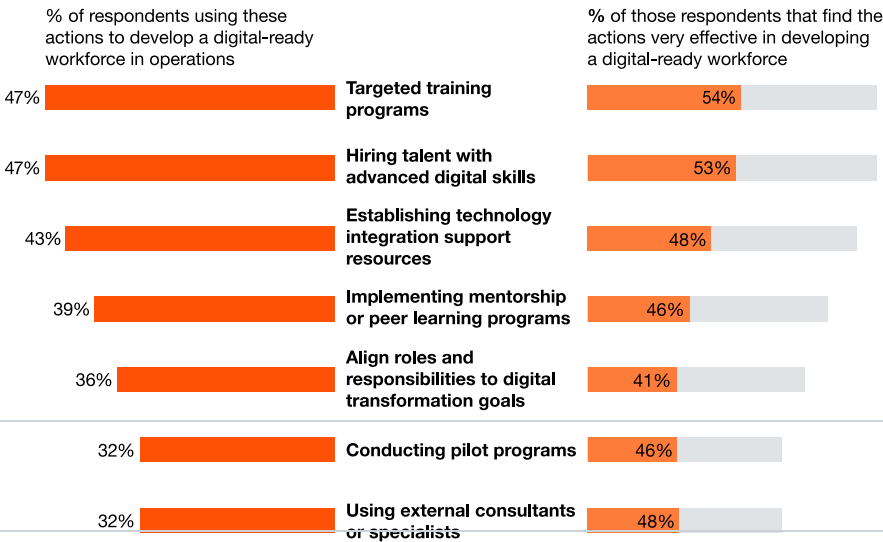 % of respondents using these
actions to develop a digital-ready
workforce in operations
% of those respondents that find the
actions very effective in developing
a digital-ready workforce
47%
Targeted training
programs
54%
47%
Hiring talent with
advanced digital skills
53%
43%
Establishing technology
integration support
resources
48%
39%
Implementing mentorship
or peer learning programs
46%
36%
Align roles and
responsibilities to digital
transformation goals
41%
32%
Conducting pilot programs
46%
32%
Using external consultants
or specialists
48%